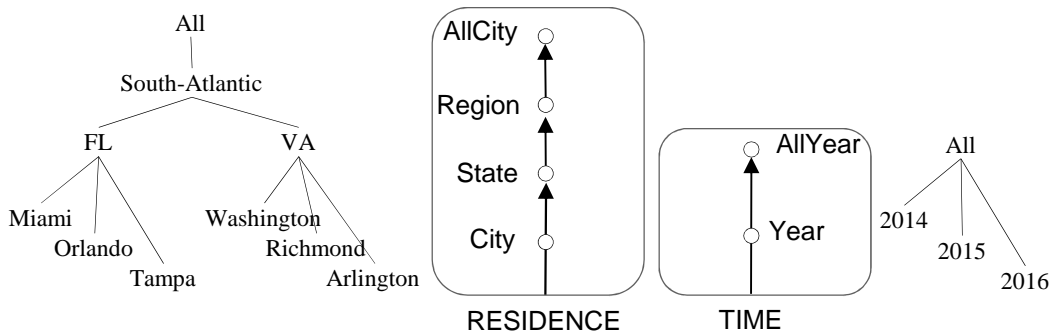 All
South-Atlantic
FL VA
Miami Washington
Orlando Richmond
Tampa Arlington
AllCity
Region
State
City
RESIDENCE
AllYear
Year
TIME
All
2014
2015
2016